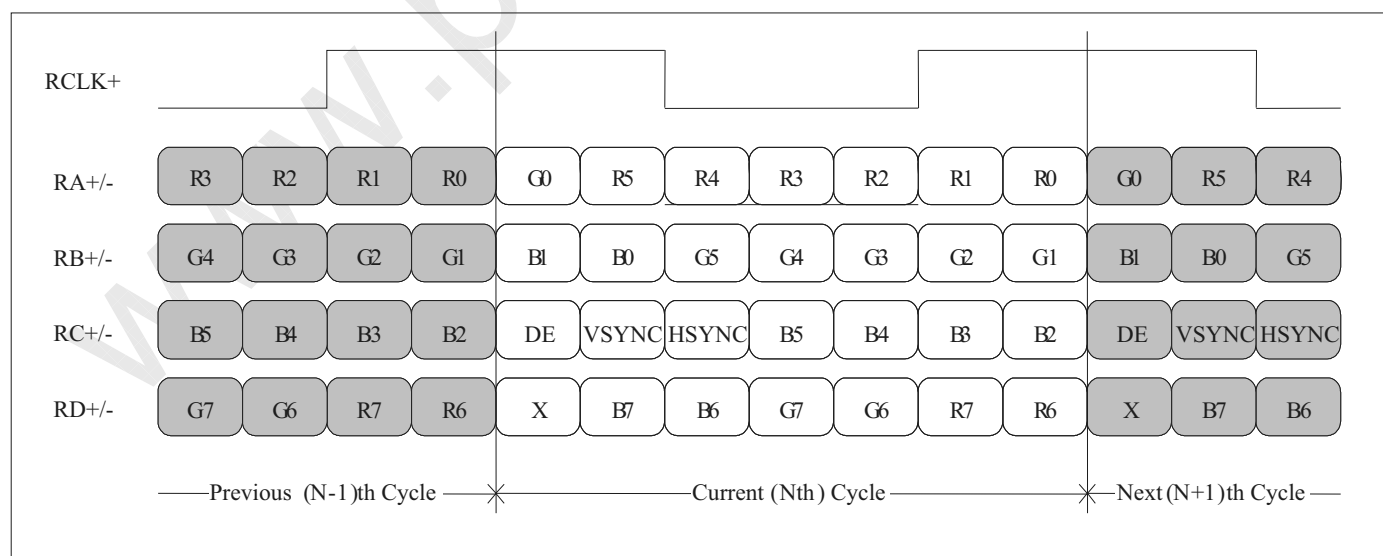 www.p
RCLK+
RA+/- R3 R2 R1 R0 G0 R5 R4 R3 R2 R1 R0 G0 R5 R4
RB+/- G4 G3 G2 G1 B1 B0 G5 G4 G3 G2 G1 B1 B0 G5
RC+/- B5 B4 B3 B2 DE VSYNC HSYNC B5 B4 B3 B2 DE VSYNC HSYNC
RD+/- G7 G6 R7 R6 X B7 B6 G7 G6 R7 R6 X B7 B6
Previous (N-1)th Cycle Current (Nth) Cycle Next (N+1)th Cycle